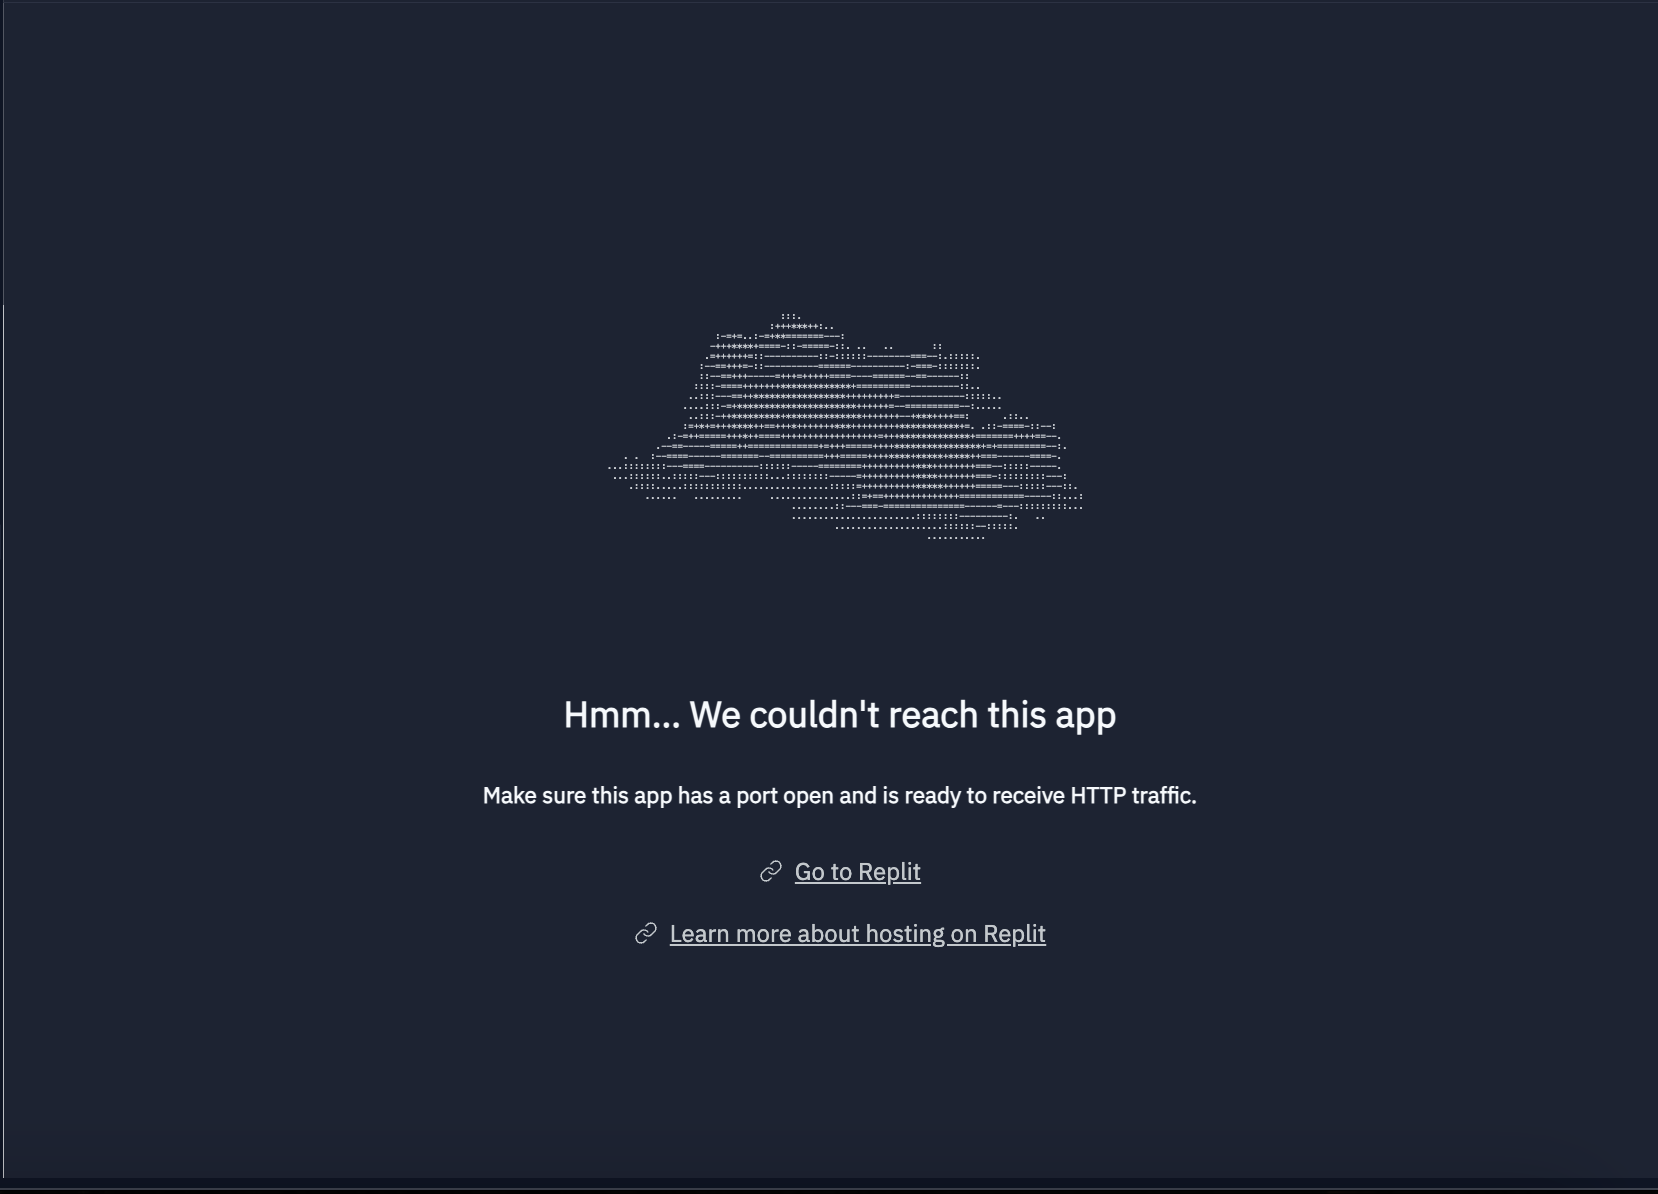 Hmm... We couldn't reach this app
Make sure this app has a port open and is ready to receive HTTP traffic.
Go to Replit
Learn more about hosting on Replit